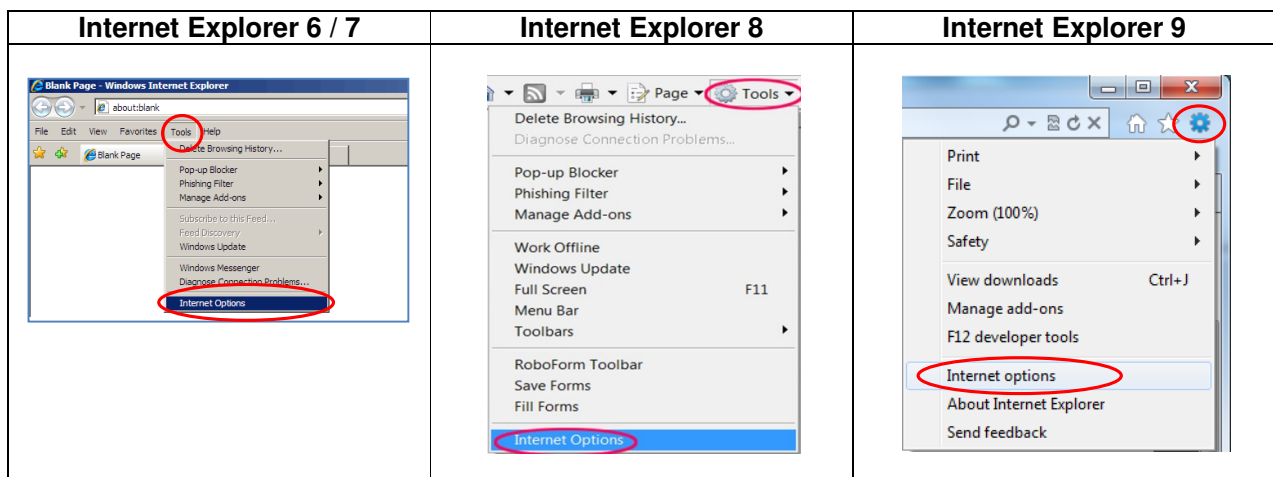 Internet Explorer 6 / 7
Blank Page - Windows Internet Explorer
about:blank
File Edit View Favorites Tools Help
Blank Page
Delete Browsing History...
Pop-up Blocker
Phishing Filter
Manage Add-ons
Subscribe to this Feed...
Feed Discovery
Windows Update
Windows Messenger
Diagnose Connection Problems...
Internet Options
Internet Explorer 8
Page Tools
Delete Browsing History...
Diagnose Connection Problems...
Pop-up Blocker
Phishing Filter
Manage Add-ons
Work Offline
Windows Update
Full Screen F11
Menu Bar
Toolbars
RoboForm Toolbar
Save Forms
Fill Forms
Internet Options
Internet Explorer 9
Print
File
Zoom (100%)
Safety
View downloads Ctrl+J
Manage add-ons
F12 developer tools
Internet options
About Internet Explorer
Send feedback